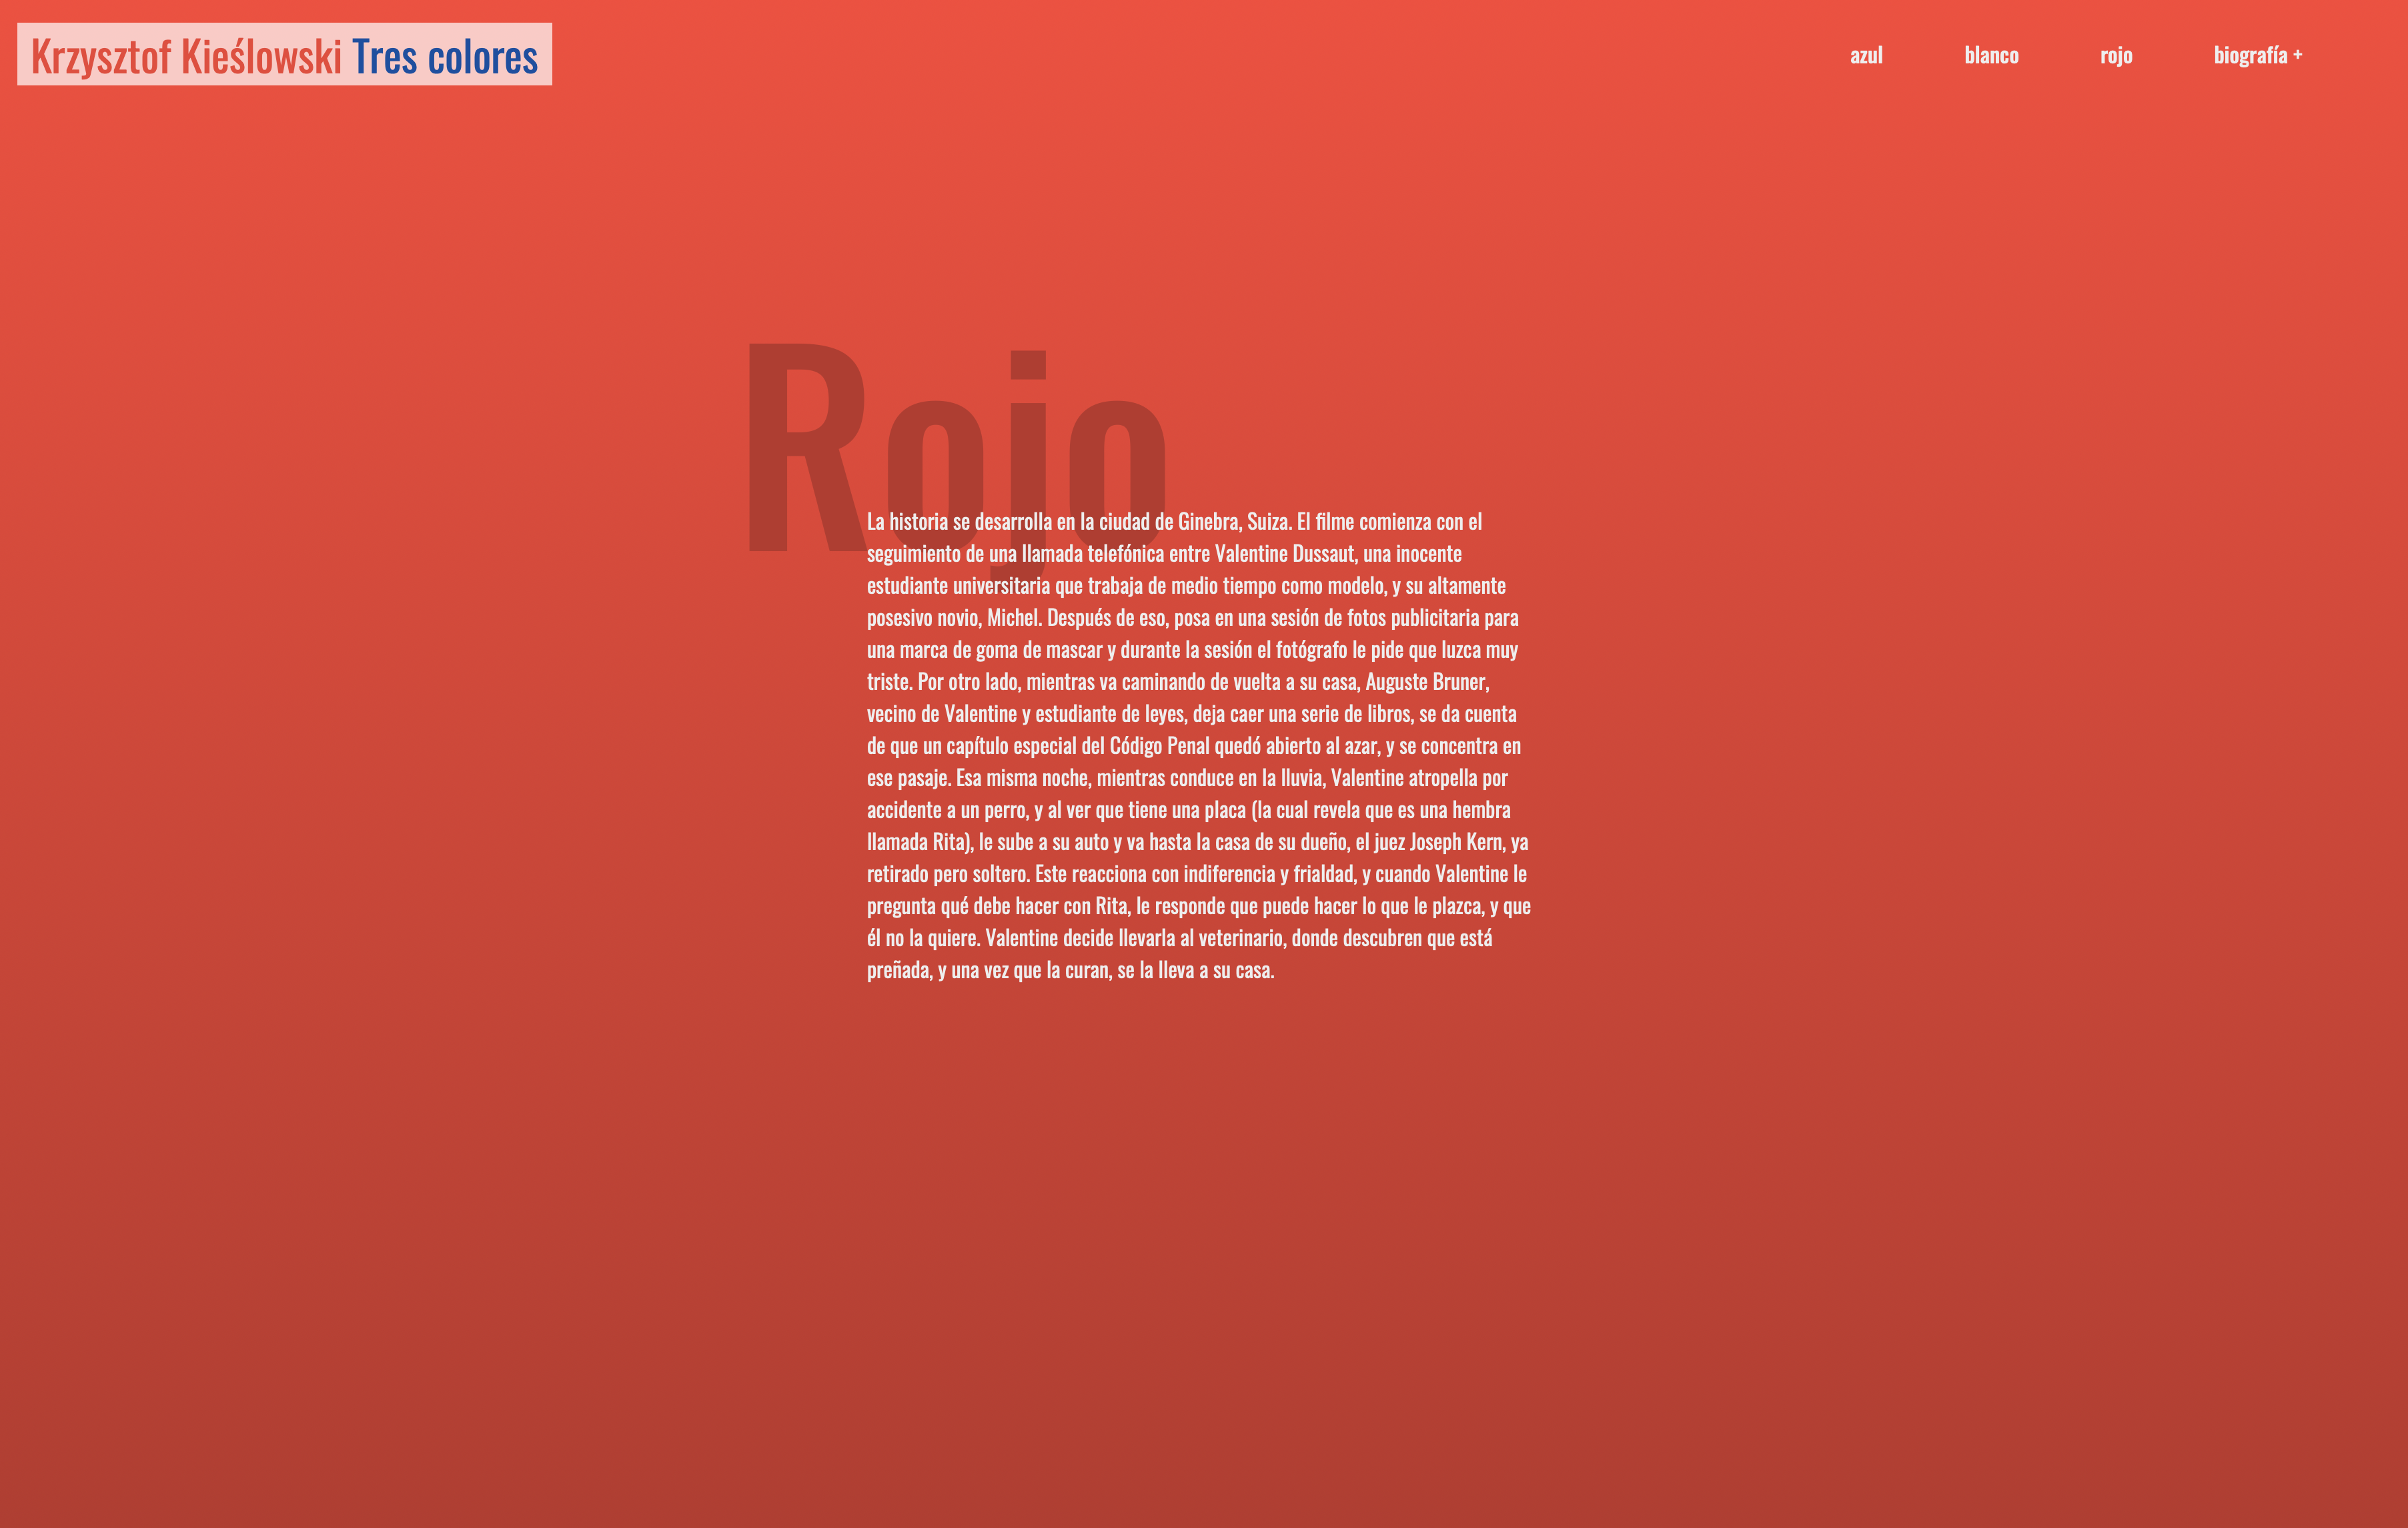 Krzysztof Kieślowski Tres colores
azul blanco rojo biografía +
Rojo
La historia se desarrolla en la ciudad de Ginebra, Suiza. El filme comienza con el
seguimiento de una llamada telefónica entre Valentine Dussaut, una inocente
estudiante universitaria que trabaja de medio tiempo como modelo, y su altamente
posesivo novio, Michel. Después de eso, posa en una sesión de fotos publicitaria para
una marca de goma de mascar y durante la sesión el fotógrafo le pide que luzca muy
triste. Por otro lado, mientras va caminando de vuelta a su casa, Auguste Bruner,
vecino de Valentine y estudiante de leyes, deja caer una serie de libros, se da cuenta
de que un capítulo especial del Código Penal quedó abierto al azar, y se concentra en
ese pasaje. Esa misma noche, mientras conduce en la lluvia, Valentine atropella por
accidente a un perro, y al ver que tiene una placa (la cual revela que es una hembra
llamada Rita), le sube a su auto y va hasta la casa de su dueño, el juez Joseph Kern, ya
retirado pero soltero. Este reacciona con indiferencia y frialdad, y cuando Valentine le
pregunta qué debe hacer con Rita, le responde que puede hacer lo que le plazca, y que
él no la quiere. Valentine decide llevarla al veterinario, donde descubren que está
preñada, y una vez que la curan, se la lleva a su casa.